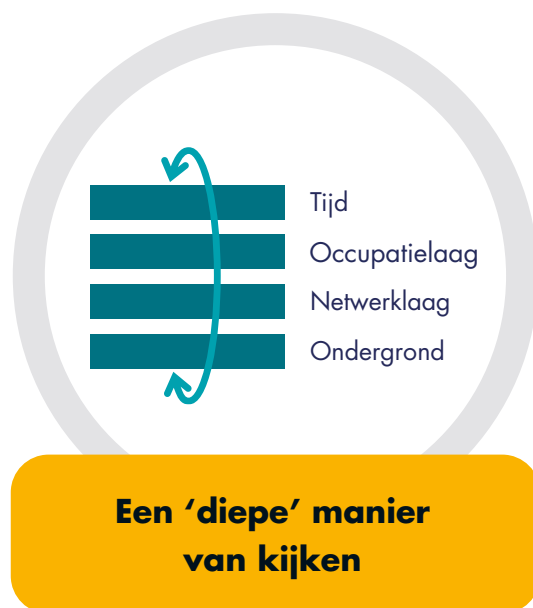 Tijd
Occupatielaag
Netwerklaag
Ondergrond
Een ‘diepe’ manier
van kijken